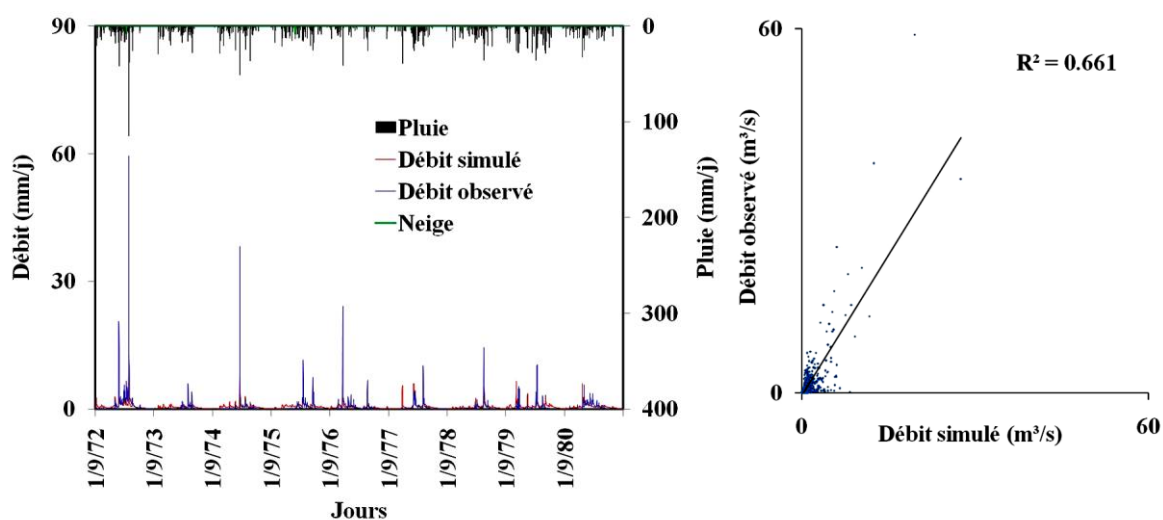 90
60
30
0
Débit (mm/j)
Pluie
Débit simulé
Débit observé
Neige
0
100
200
300
400
Pluie (mm/j)
1/9/72
1/9/73
1/9/74
1/9/75
1/9/76
1/9/77
1/9/78
1/9/79
1/9/80
Jours
60
0
Débit observé (m³/s)
R² = 0.661
0
60
Débit simulé (m³/s)